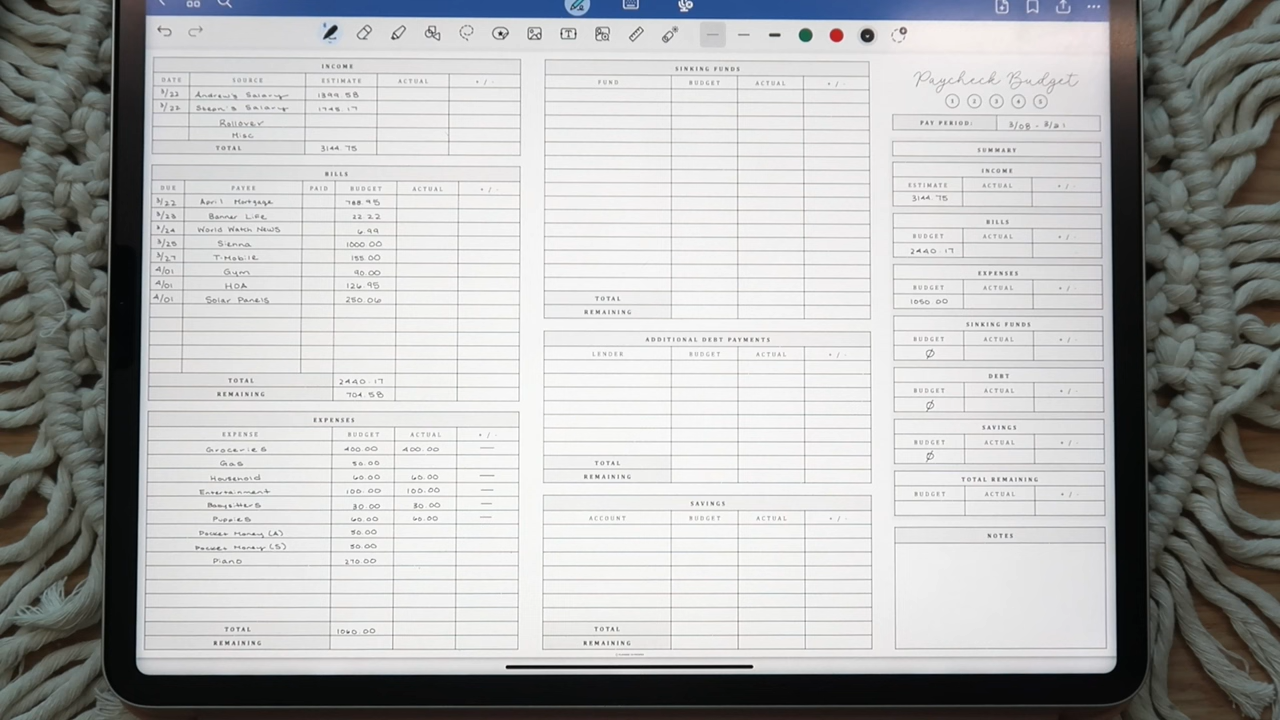 INCOME
DATE SOURCE ESTIMATE ACTUAL + / -
3/22 Andrew's Salary 1399.58
3/22 1745.17
Rollover
Misc
TOTAL 3144.75
BILLS
DUE PAYEE PAID BUDGET ACTUAL + / -
3/22 April Mortgage 788.95
3/23 Banner Life 22.22
3/24 World Watch News 6.99
3/25 Sienna 1000.00
3/27 T-Mobile 155.00
4/01 Gym 90.00
4/01 HOA 126.95
4/01 Solar Panels 250.06
TOTAL 2440.17
REMAINING 704.58
EXPENSES
EXPENSE BUDGET ACTUAL + / -
Groceries 400.00 400.00 —
Gas 50.00
Household 60.00 60.00 —
Entertainment 100.00 100.00 —
Babysitters 30.00 30.00 —
Puppies 60.00 60.00 —
Pocket Money (A) 50.00
Pocket Money (S) 50.00
Piano 270.00
TOTAL 1060.00
REMAINING
SINKING FUNDS
FUND BUDGET ACTUAL + / -
TOTAL
REMAINING
ADDITIONAL DEBT PAYMENTS
LENDER BUDGET ACTUAL + / -
TOTAL
REMAINING
SAVINGS
ACCOUNT BUDGET ACTUAL + / -
TOTAL
REMAINING
Paycheck Budget
1 2 3 4 5
PAY PERIOD: 3/08 - 3/21
SUMMARY
INCOME
ESTIMATE ACTUAL + / -
3144.75
BILLS
BUDGET ACTUAL + / -
2440.17
EXPENSES
BUDGET ACTUAL + / -
1050.00
SINKING FUNDS
BUDGET ACTUAL + / -
Ø
DEBT
BUDGET ACTUAL + / -
Ø
SAVINGS
BUDGET ACTUAL + / -
Ø
TOTAL REMAINING
BUDGET ACTUAL + / -
NOTES